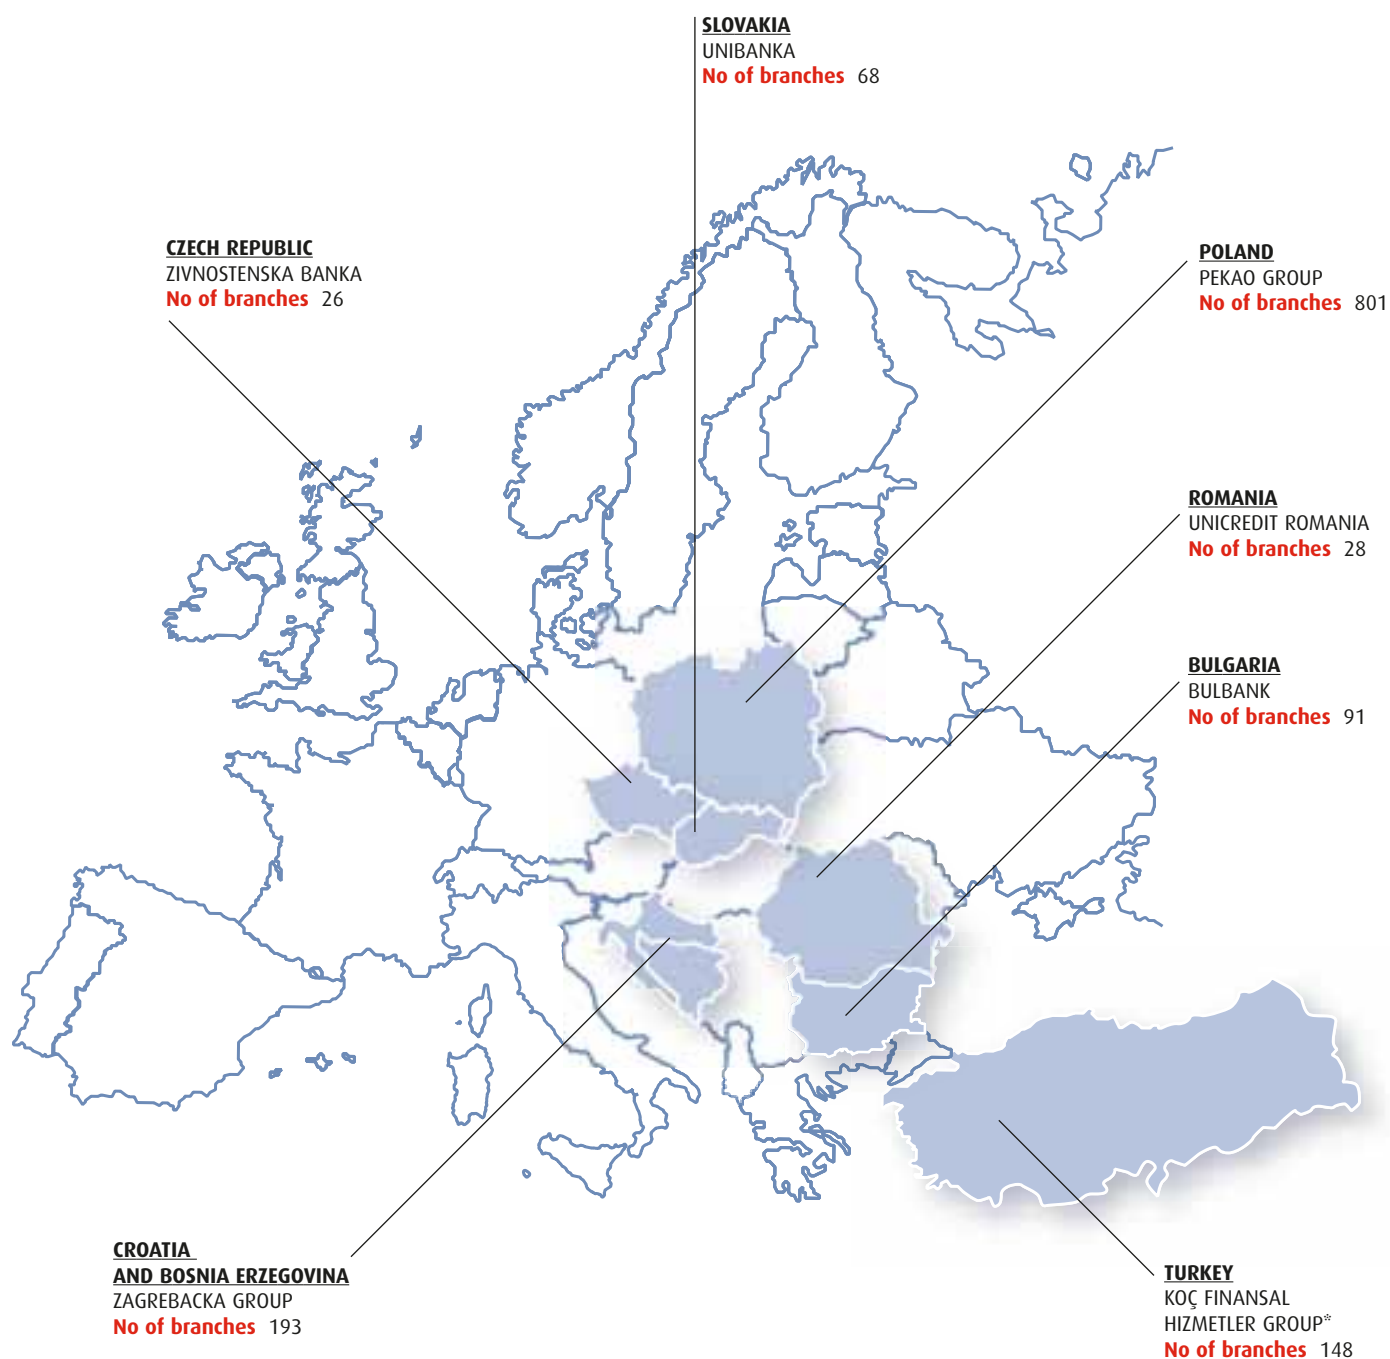 SLOVAKIA
UNIBANKA
No of branches 68
CZECH REPUBLIC
ZIVNOSTENSKA BANKA
No of branches 26
POLAND
PEKAO GROUP
No of branches 801
ROMANIA
UNICREDIT ROMANIA
No of branches 28
BULGARIA
BULBANK
No of branches 91
CROATIA
AND BOSNIA ERZEGOVINA
ZAGREBACKA GROUP
No of branches 193
TURKEY
KOÇ FINANSAL
HIZMETLER GROUP*
No of branches 148